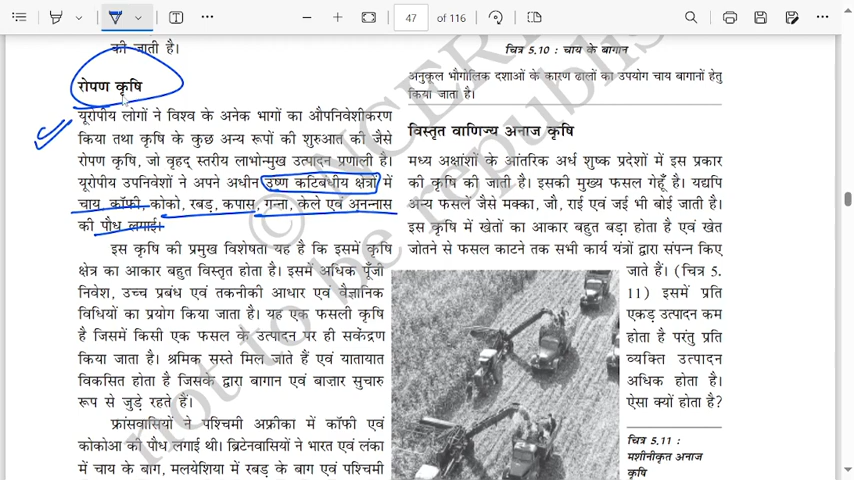 47 of 116
की जाती है।
रोपण कृषि
यूरोपीय लोगों ने विश्व के अनेक भागों का औपनिवेशीकरण
किया तथा कृषि के कुछ अन्य रूपों की शुरुआत की जैसे
रोपण कृषि, जो वृहद् स्तरीय लाभोन्मुख उत्पादन प्रणाली है।
यूरोपीय उपनिवेशों ने अपने अधीन उष्ण कटिबंधीय क्षेत्रों में
चाय, कॉफी, कोको, रबड़, कपास, गन्ना, केले एवं अनन्नास
की पौध लगाई।
इस कृषि की प्रमुख विशेषता यह है कि इसमें कृषि
क्षेत्र का आकार बहुत विस्तृत होता है। इसमें अधिक पूँजी
निवेश, उच्च प्रबंध एवं तकनीकी आधार एवं वैज्ञानिक
विधियों का प्रयोग किया जाता है। यह एक फसली कृषि
है जिसमें किसी एक फसल के उत्पादन पर ही सकेंद्रण
किया जाता है। श्रमिक सस्ते मिल जाते हैं एवं यातायात
विकसित होता है जिसके द्वारा बागान एवं बाज़ार सुचारु
रूप से जुड़े रहते हैं।
फ्रांसवासियों ने पश्चिमी अफ्रीका में कॉफी एवं
कोकोआ की पौध लगाई थी। ब्रिटेनवासियों ने भारत एवं लंका
में चाय के बाग, मलयेशिया में रबड़ के बाग एवं पश्चिमी
चित्र 5.10 : चाय के बागान
अनुकूल भौगोलिक दशाओं के कारण ढालों का उपयोग चाय बागानों हेतु
किया जाता है।
विस्तृत वाणिज्य अनाज कृषि
मध्य अक्षांशों के आंतरिक अर्ध शुष्क प्रदेशों में इस प्रकार
की कृषि की जाती है। इसकी मुख्य फसल गेहूँ है। यद्यपि
अन्य फसलें जैसे मक्का, जौ, राई एवं जई भी बोई जाती है।
इस कृषि में खेतों का आकार बहुत बड़ा होता है एवं खेत
जोतने से फसल काटने तक सभी कार्य यंत्रों द्वारा संपन्न किए
जाते हैं। (चित्र 5.
11) इसमें प्रति
एकड़ उत्पादन कम
होता है परंतु प्रति
व्यक्ति उत्पादन
अधिक होता है।
ऐसा क्यों होता है?
चित्र 5.11 :
मशीनीकृत अनाज
कृषि
© NCERT
not to be republis